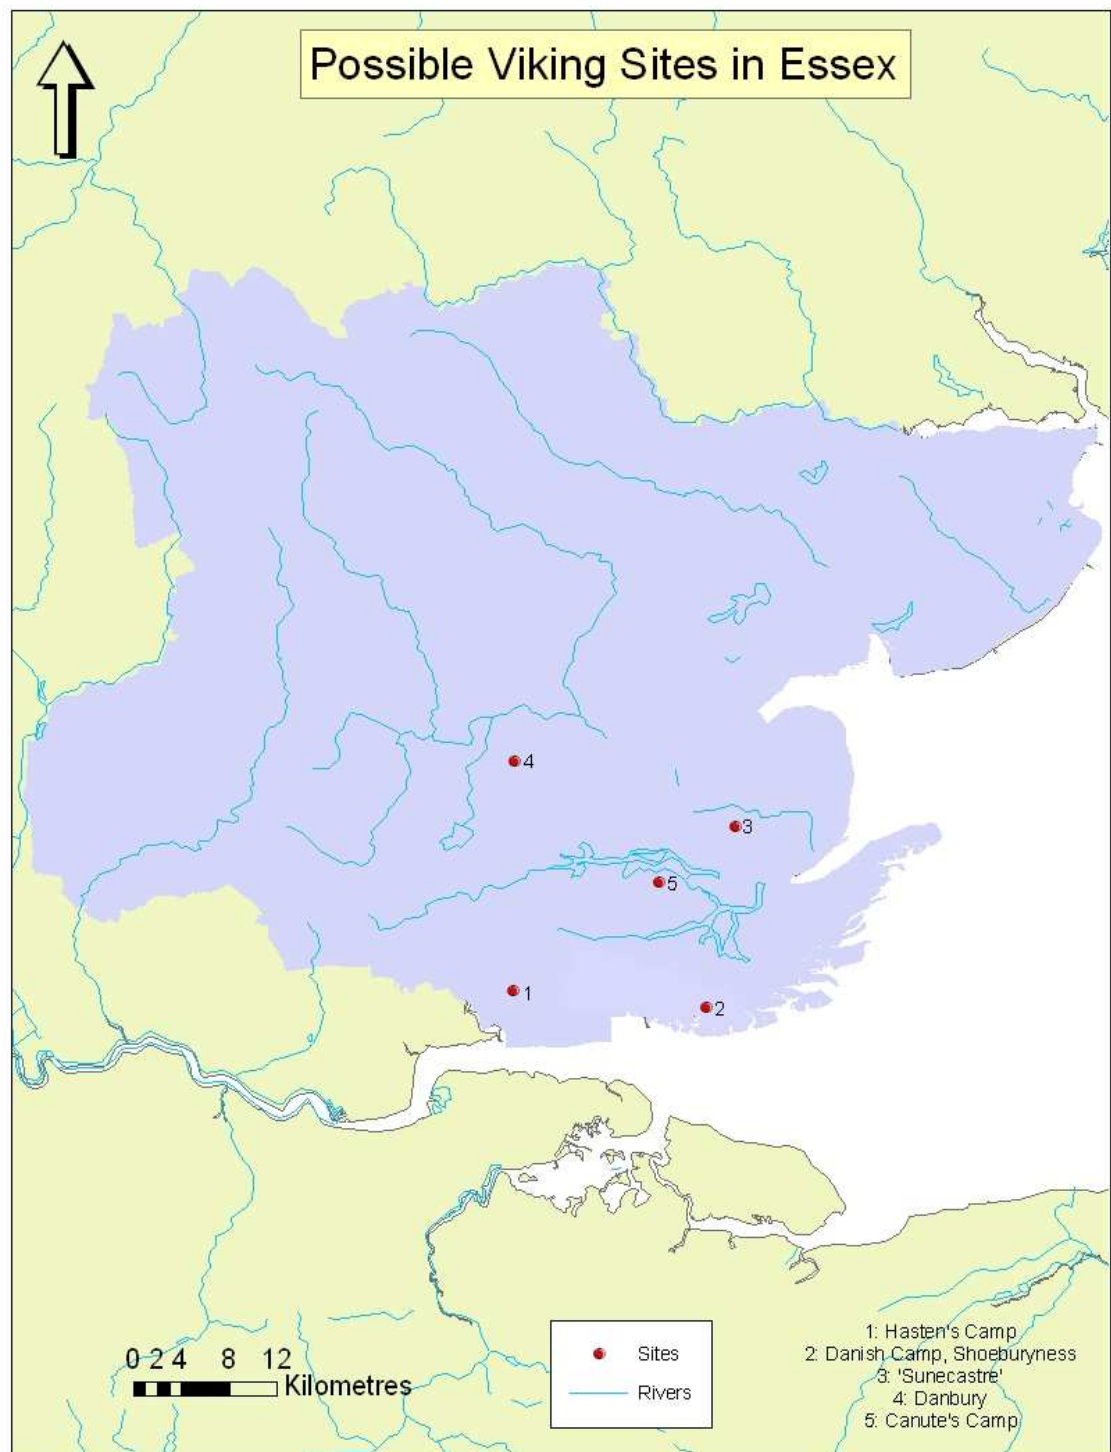 Possible Viking Sites in Essex
4
3
5
1
2
0 2 4 8 12
Kilometres
Sites
Rivers
1: Hasten's Camp
2: Danish Camp, Shoeburyness
3: 'Sunecastre'
4: Danbury
5: Canute's Camp